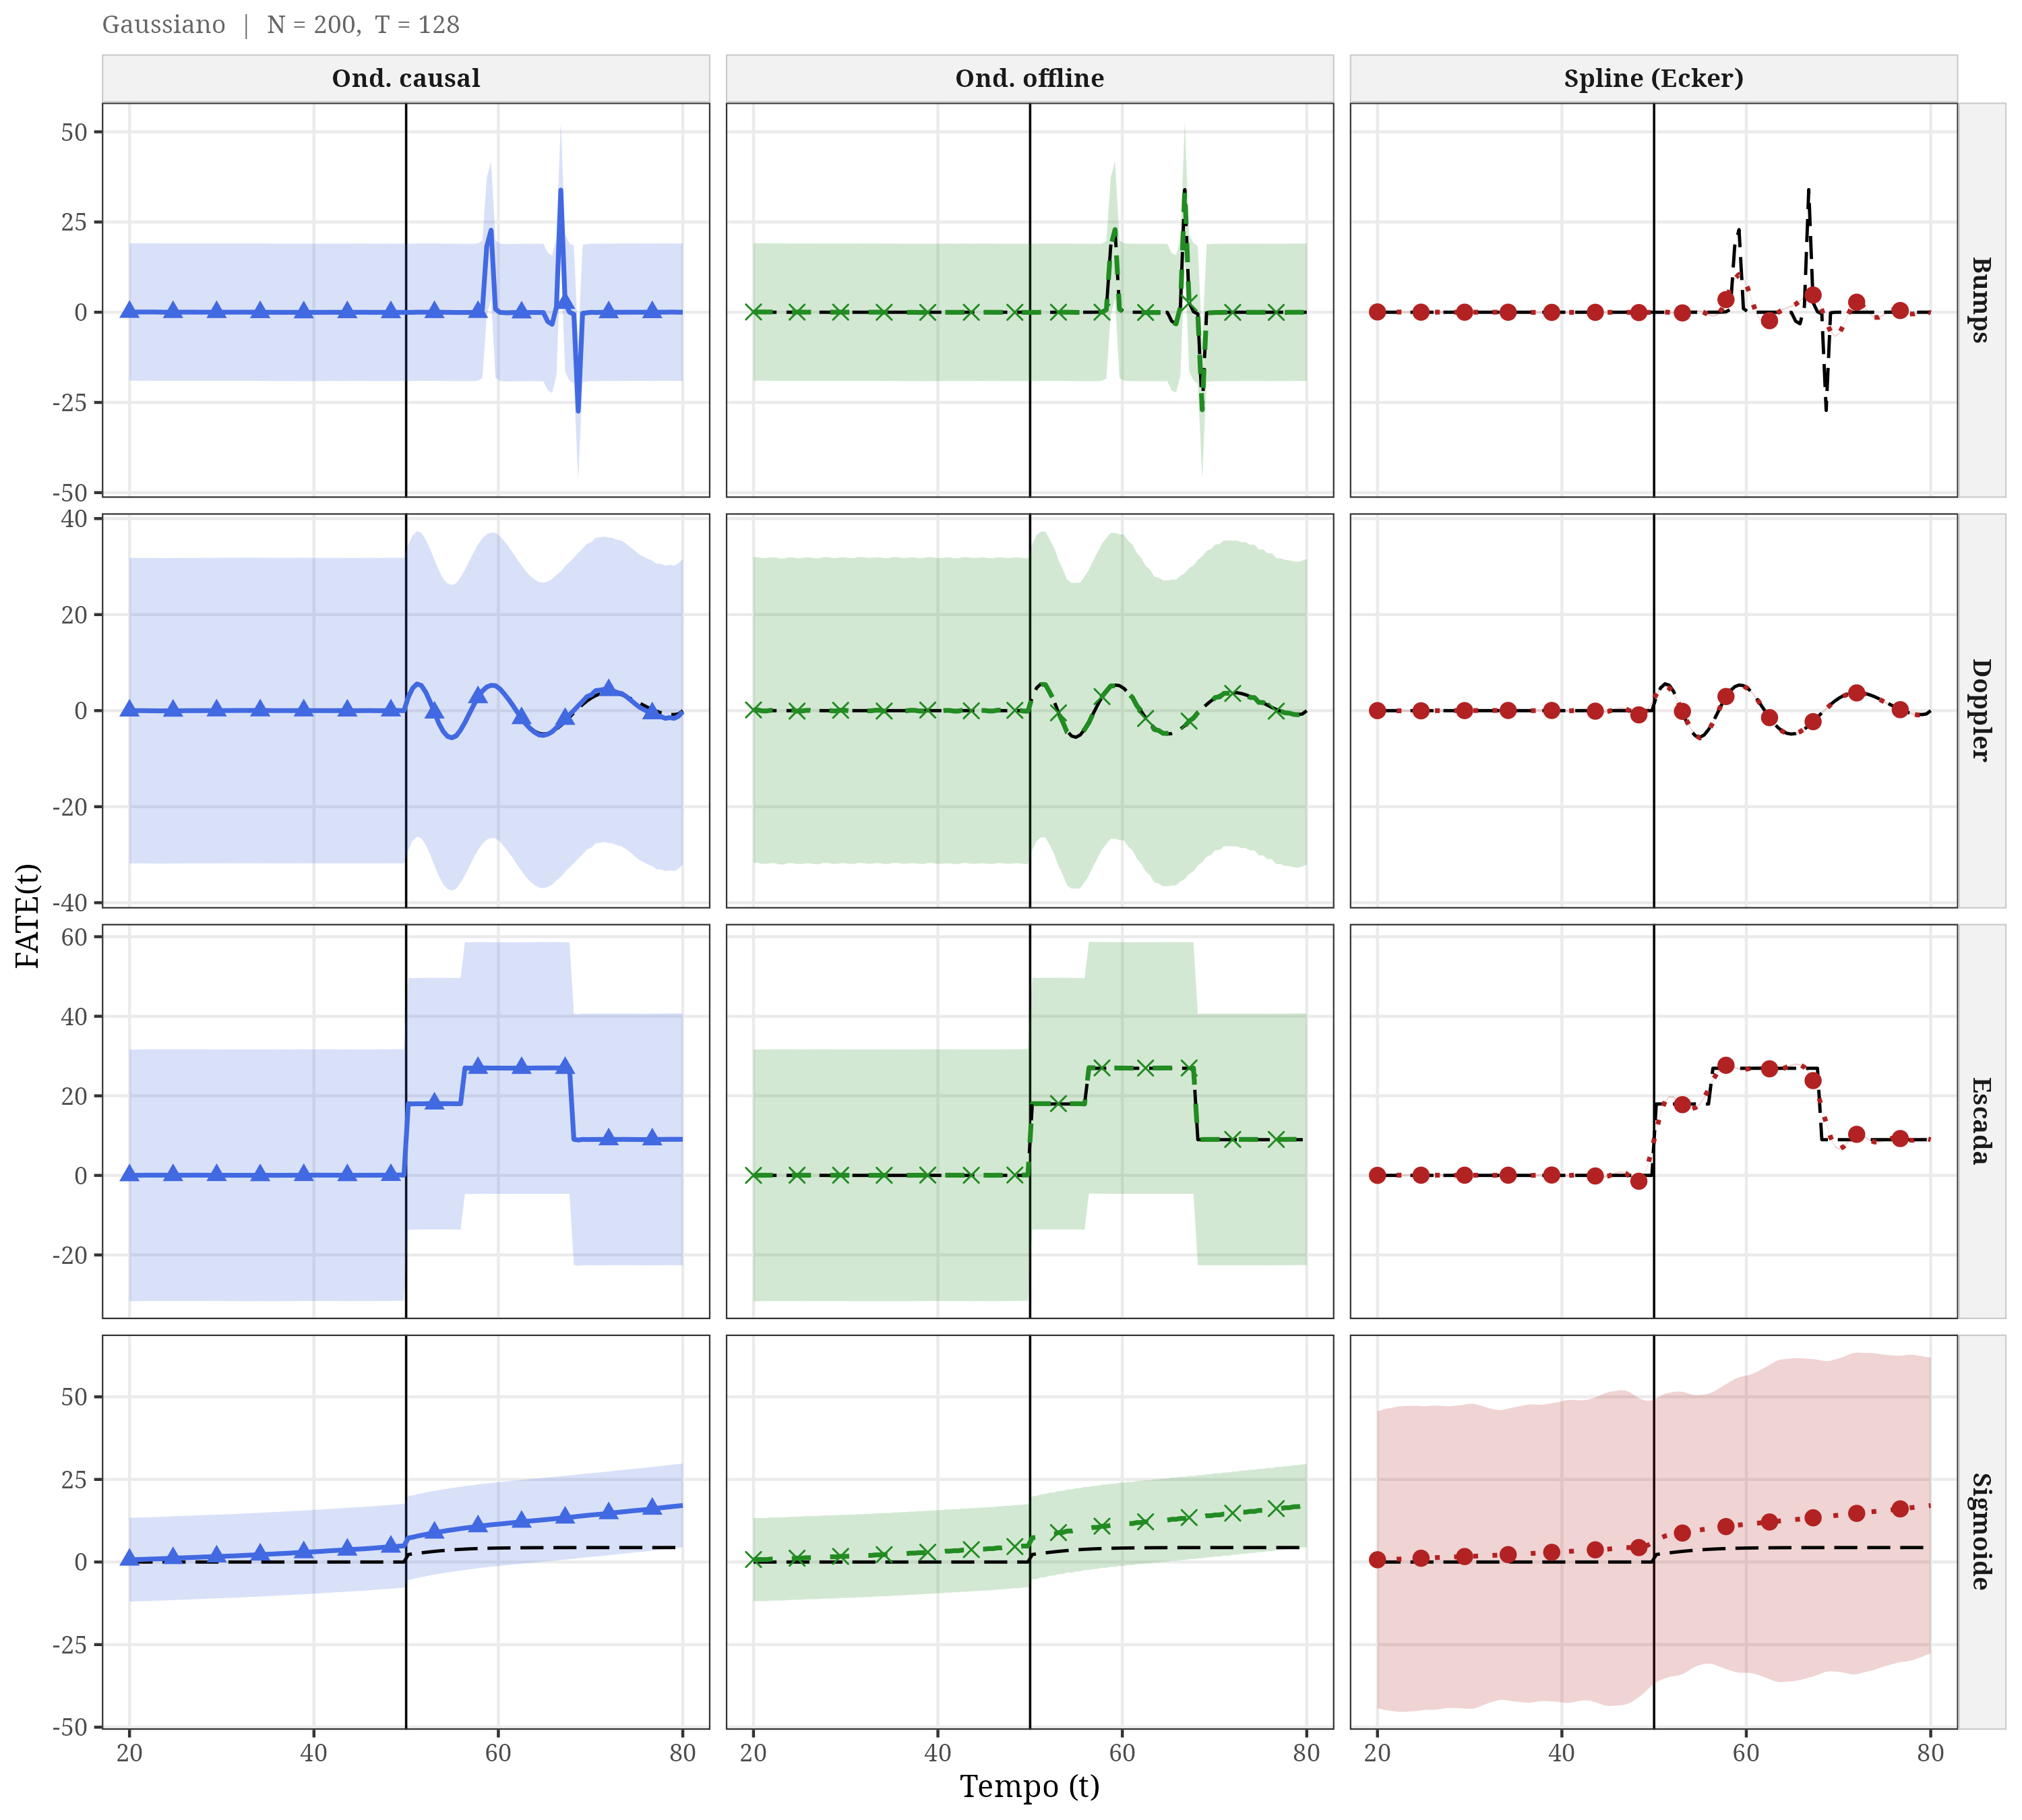 Gaussiano | N = 200, T = 128
Ond. causal
Ond. offline
Spline (Ecker)
50
25
0
-25
-50
Bumps
40
20
0
-20
-40
Doppler
60
40
20
0
-20
Escada
50
25
0
-25
-50
Sigmoide
FATE(t)
20 40 60 80
20 40 60 80
20 40 60 80
Tempo (t)